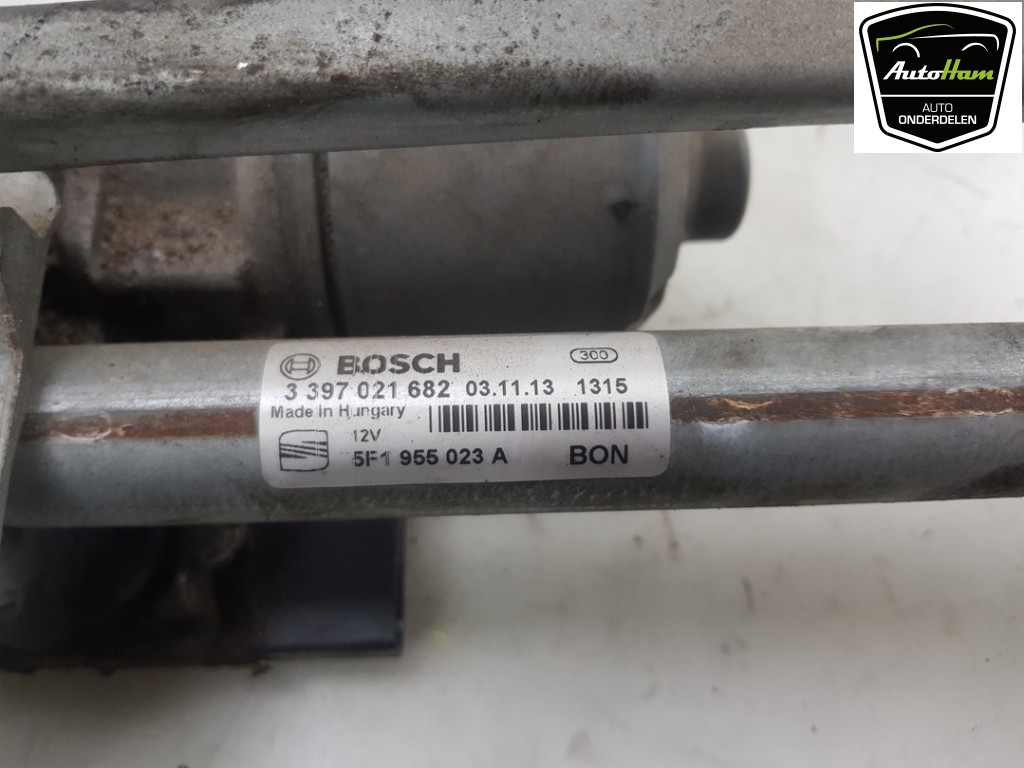 AutoHam
AUTO
ONDERDELEN
BOSCH 300
3 397 021 682 03.11.13 1315
Made in Hungary
12V
5F1 955 023 A BON